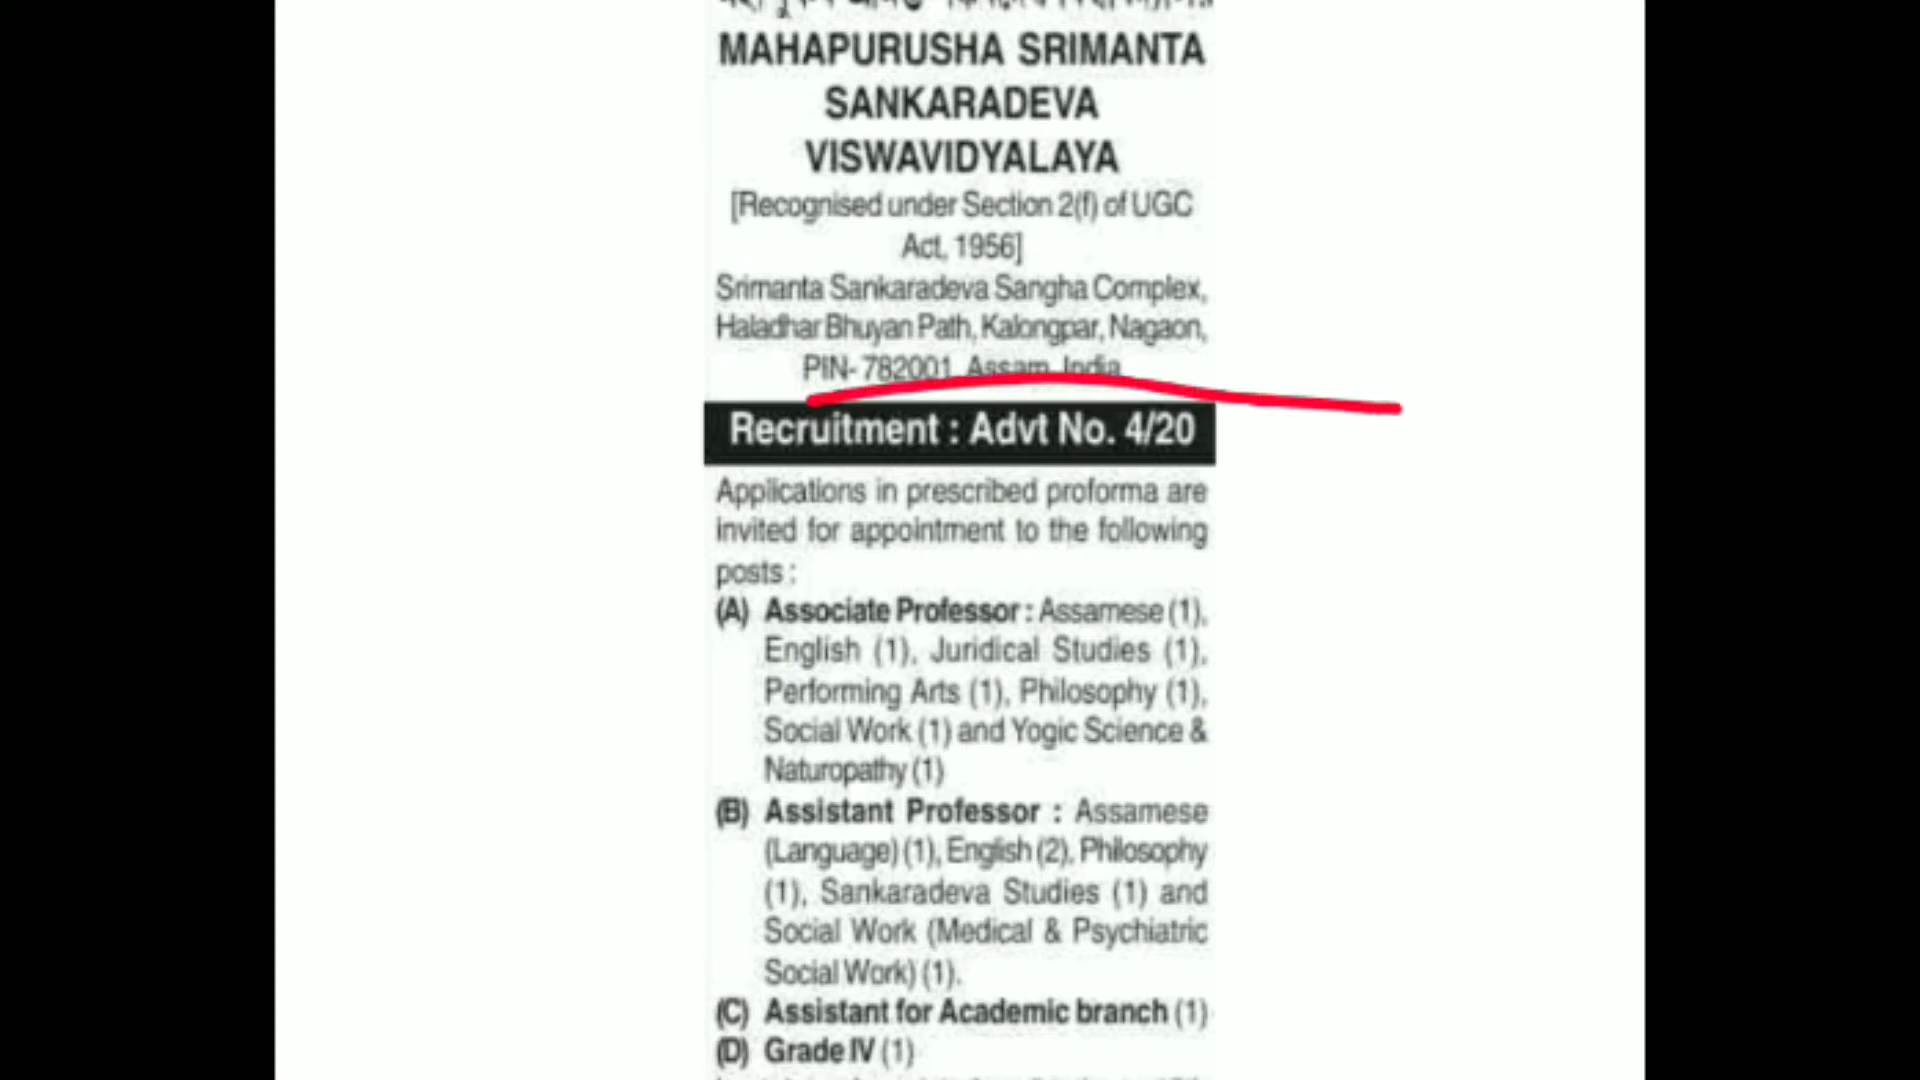 MAHAPURUSHA SRIMANTA
SANKARADEVA
VISWAVIDYALAYA
[Recognised under Section 2(f) of UGC
Act, 1956]
Srimanta Sankaradeva Sangha Complex,
Haladhar Bhuyan Path, Kalongpar, Nagaon,
PIN- 782001, Assam, India
Recruitment : Advt No. 4/20
Applications in prescribed proforma are
invited for appointment to the following
posts :
(A) Associate Professor : Assamese (1),
English (1), Juridical Studies (1),
Performing Arts (1), Philosophy (1),
Social Work (1) and Yogic Science &
Naturopathy (1)
(B) Assistant Professor : Assamese
(Language) (1), English (2), Philosophy
(1), Sankaradeva Studies (1) and
Social Work (Medical & Psychiatric
Social Work) (1).
(C) Assistant for Academic branch (1)
(D) Grade IV (1)